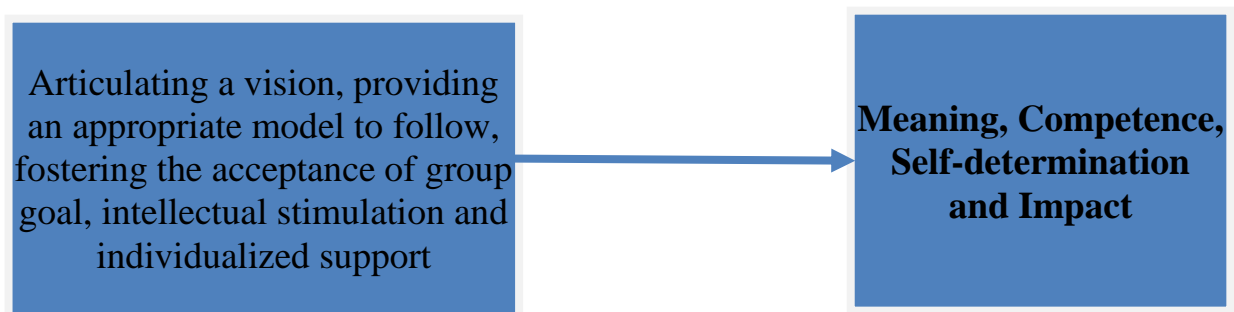 Articulating a vision, providing
an appropriate model to follow,
fostering the acceptance of group
goal, intellectual stimulation and
individualized support
Meaning, Competence,
Self-determination
and Impact